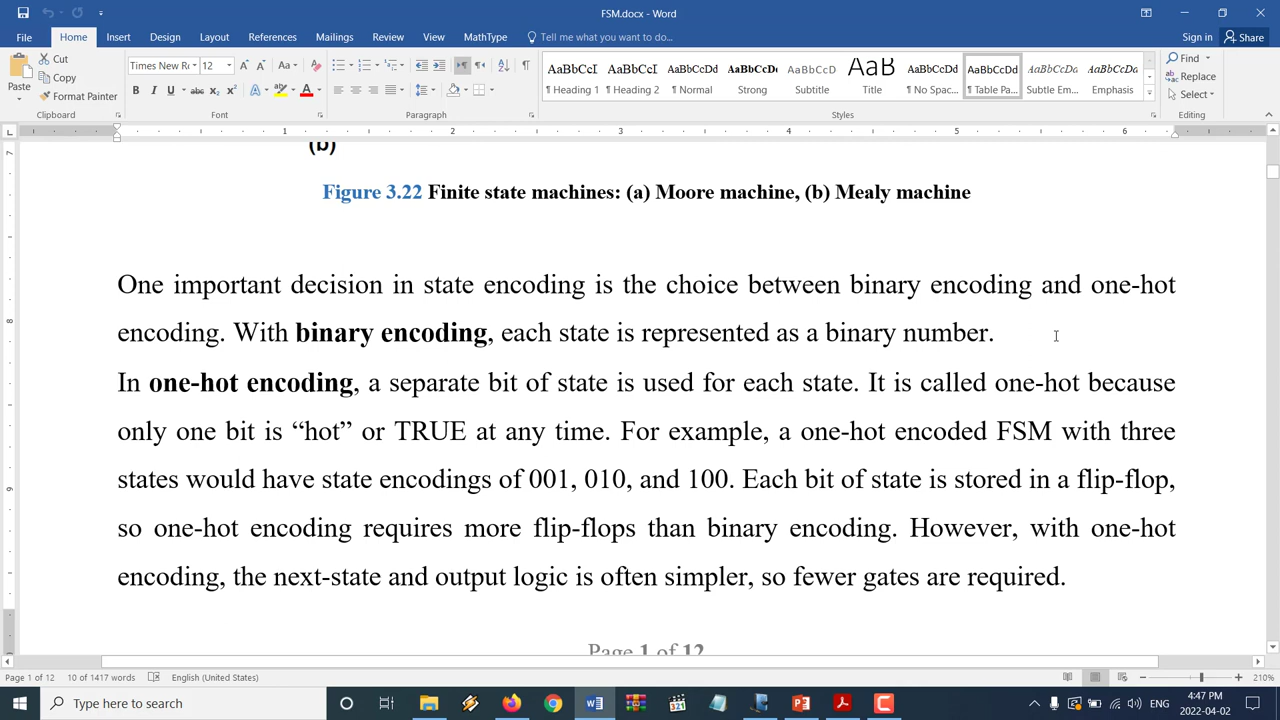 FSM.docx - Word
File Home Insert Design Layout References Mailings Review View MathType Tell me what you want to do... Sign in Share
Paste Cut Copy Format Painter Clipboard
Times New Ro 12 Font
Paragraph
AaBbCcI AaBbCcI AaBbCcDd AaBbCcDc AaBbCcD AaB AaBbCcDd AaBbCcDd AaBbCcDc AaBbCcDc
¶ Heading 1 ¶ Heading 2 ¶ Normal Strong Subtitle Title ¶ No Spac... ¶ Table Pa... Subtle Em... Emphasis
Styles
Find Replace Select Editing
1 2 3 4 5 6
(b)
Figure 3.22 Finite state machines: (a) Moore machine, (b) Mealy machine
One important decision in state encoding is the choice between binary encoding and one-hot
encoding. With binary encoding, each state is represented as a binary number.
In one-hot encoding, a separate bit of state is used for each state. It is called one-hot because
only one bit is “hot” or TRUE at any time. For example, a one-hot encoded FSM with three
states would have state encodings of 001, 010, and 100. Each bit of state is stored in a flip-flop,
so one-hot encoding requires more flip-flops than binary encoding. However, with one-hot
encoding, the next-state and output logic is often simpler, so fewer gates are required.
Page 1 of 12
Page 1 of 12 10 of 1417 words English (United States) 210%
Type here to search ENG 4:47 PM
2022-04-02